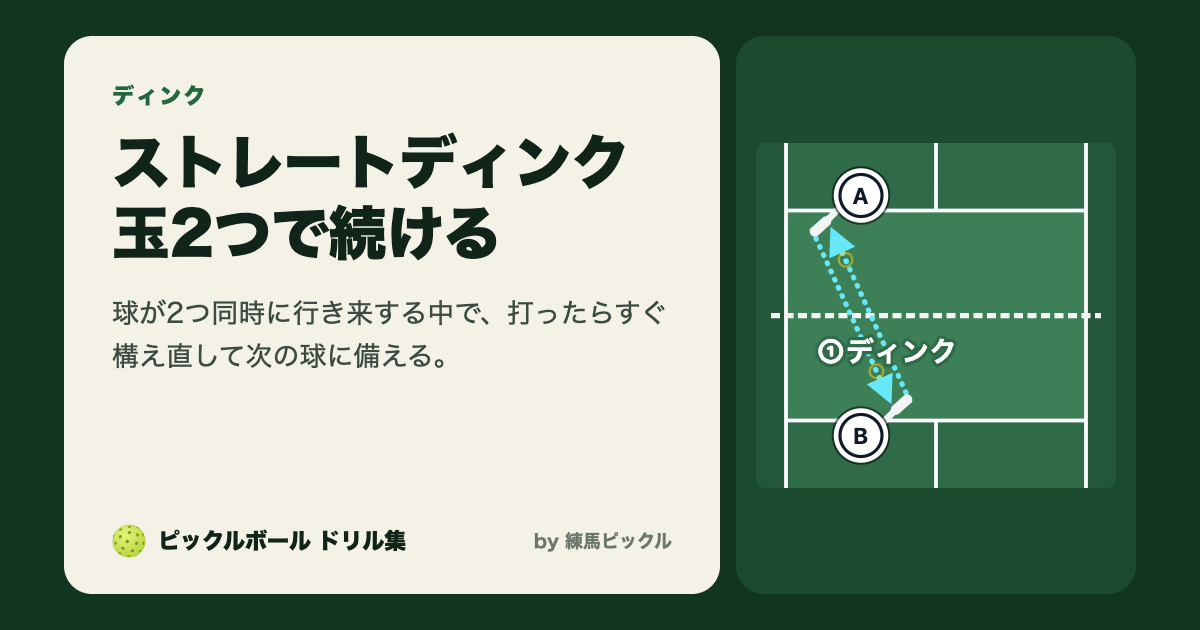 ディンク
ストレートディンク
玉2つで続ける
球が2つ同時に行き来する中で、打ったらすぐ
構え直して次の球に備える。
ピックルボール ドリル集
by 練馬ピックル
A
①ディンク
B